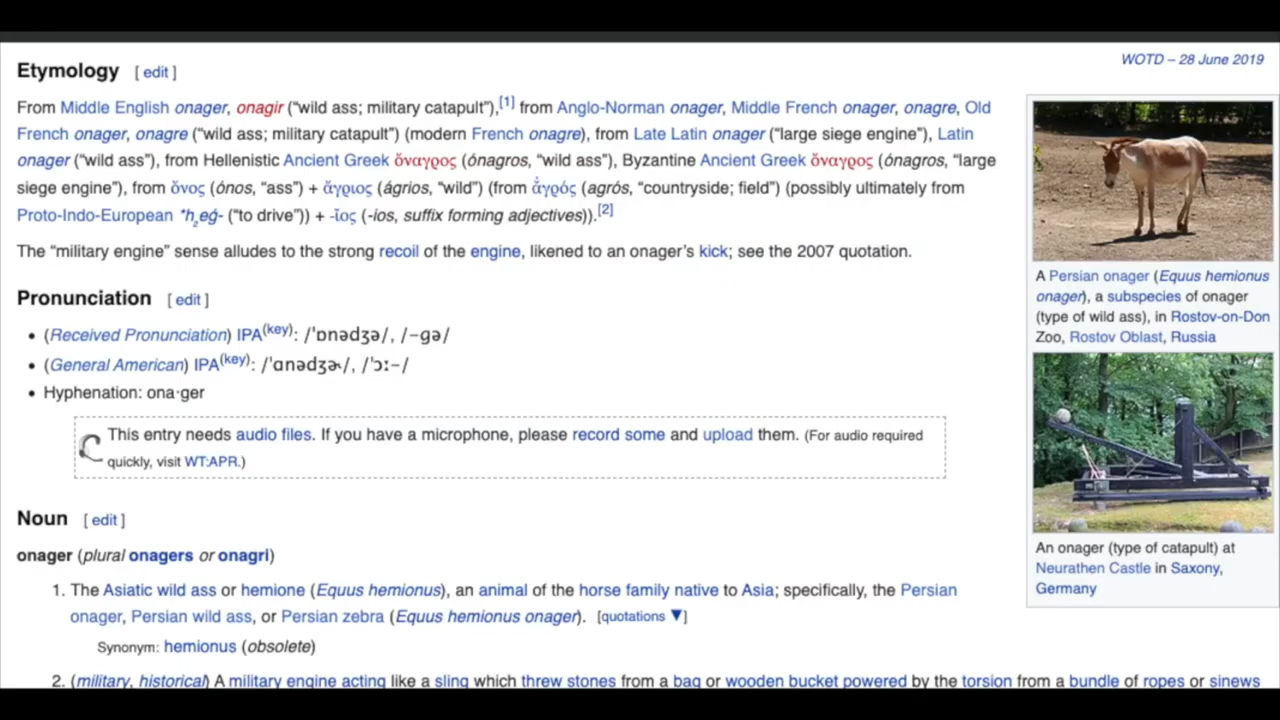 WOTD – 28 June 2019
Etymology [ edit ]
From Middle English onager, onagir (“wild ass; military catapult”),[1] from Anglo-Norman onager, Middle French onager, onagre, Old
French onager, onagre (“wild ass; military catapult”) (modern French onagre), from Late Latin onager (“large siege engine”), Latin
onager (“wild ass”), from Hellenistic Ancient Greek ὄναγρος (ónagros, “wild ass”), Byzantine Ancient Greek ὄναγρος (ónagros, “large
siege engine”), from ὄνος (ónos, “ass”) + ἄγριος (ágrios, “wild”) (from ἀγρός (agrós, “countryside; field”) (possibly ultimately from
Proto-Indo-European *h₂eǵ- (“to drive”)) + -ῐος (-ios, suffix forming adjectives)).[2]
The “military engine” sense alludes to the strong recoil of the engine, likened to an onager’s kick; see the 2007 quotation.
Pronunciation [ edit ]
• (Received Pronunciation) IPA(key): /ˈɒnədʒə/, /-ɡə/
• (General American) IPA(key): /ˈɑnədʒɚ/, /ˈɔː-/
• Hyphenation: ona·ger
This entry needs audio files. If you have a microphone, please record some and upload them. (For audio required
quickly, visit WT:APR.)
Noun [ edit ]
onager (plural onagers or onagri)
1. The Asiatic wild ass or hemione (Equus hemionus), an animal of the horse family native to Asia; specifically, the Persian
onager, Persian wild ass, or Persian zebra (Equus hemionus onager). [quotations ▼]
Synonym: hemionus (obsolete)
2. (military, historical) A military engine acting like a sling which threw stones from a bag or wooden bucket powered by the torsion from a bundle of ropes or sinews
A Persian onager (Equus hemionus
onager), a subspecies of onager
(type of wild ass), in Rostov-on-Don
Zoo, Rostov Oblast, Russia
An onager (type of catapult) at
Neurathen Castle in Saxony,
Germany